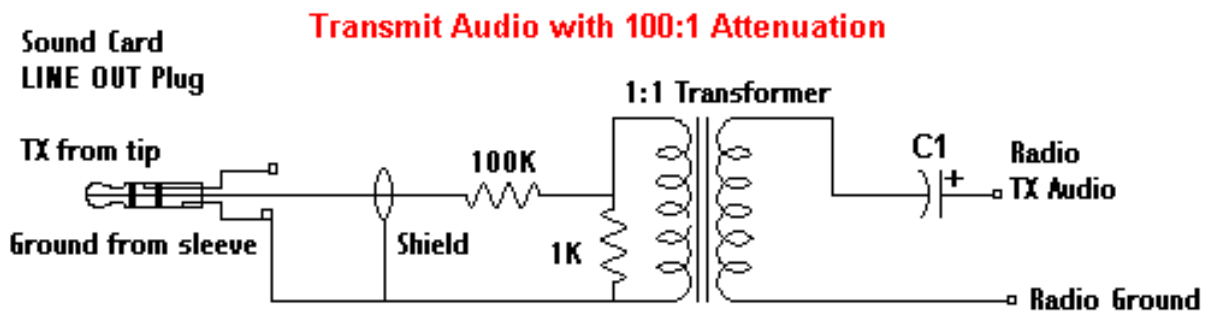 Transmit Audio with 100:1 Attenuation
Sound Card
LINE OUT Plug
1:1 Transformer
TX from tip
100K
C1
+
Radio
TX Audio
Ground from sleeve
Shield
1K
Radio Ground